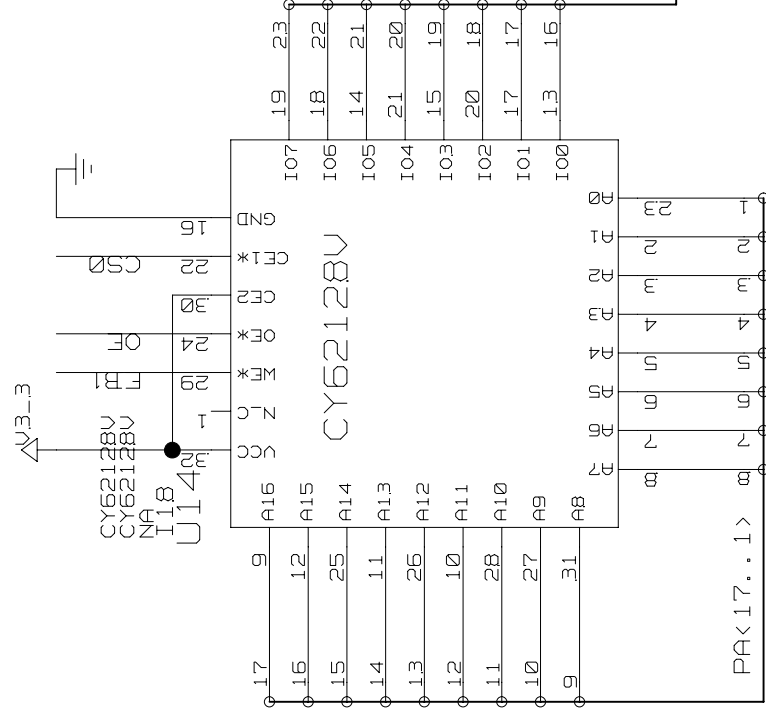 23 22 21 20 19 18 17 16
19 18 14 21 15 20 17 13
IO7 IO6 IO5 IO4 IO3 IO2 IO1 IO0
GND 16
CE1* 22 CS0
CE2 30
OE* 24 OE
WE* 29 EB1
N_C 1
VCC 32
V3_3
CY62128V
CY62128V
CY62128V
NA
I18
U14
A0 23 1
A1 2 2
A2 3 3
A3 4 4
A4 5 5
A5 6 6
A6 7 7
A7 8 8
A16 A15 A14 A13 A12 A11 A10 A9 A8
9 12 25 11 26 10 28 27 31
17 16 15 14 13 12 11 10 9
PA<17..1>